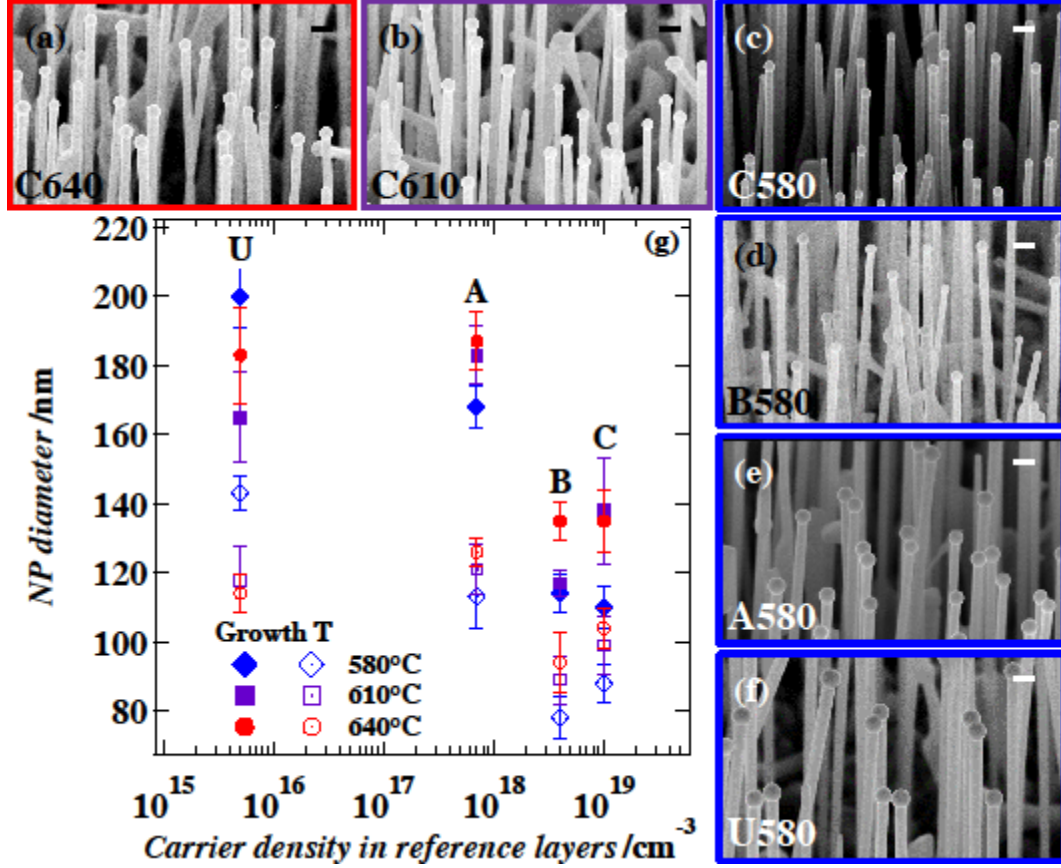 (a)
C640
(b)
C610
(c)
C580
(d)
B580
(e)
A580
(f)
U580
(g)
220
200
180
160
140
120
100
80
NP diameter /nm
U
A
B
C
Growth T
580°C
610°C
640°C
10^15 10^16 10^17 10^18 10^19
Carrier density in reference layers /cm^-3